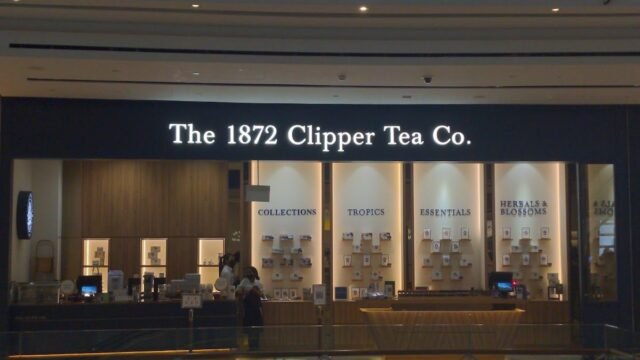 The 1872 Clipper Tea Co.
COLLECTIONS
TROPICS
ESSENTIALS
HERBALS &
BLOSSOMS